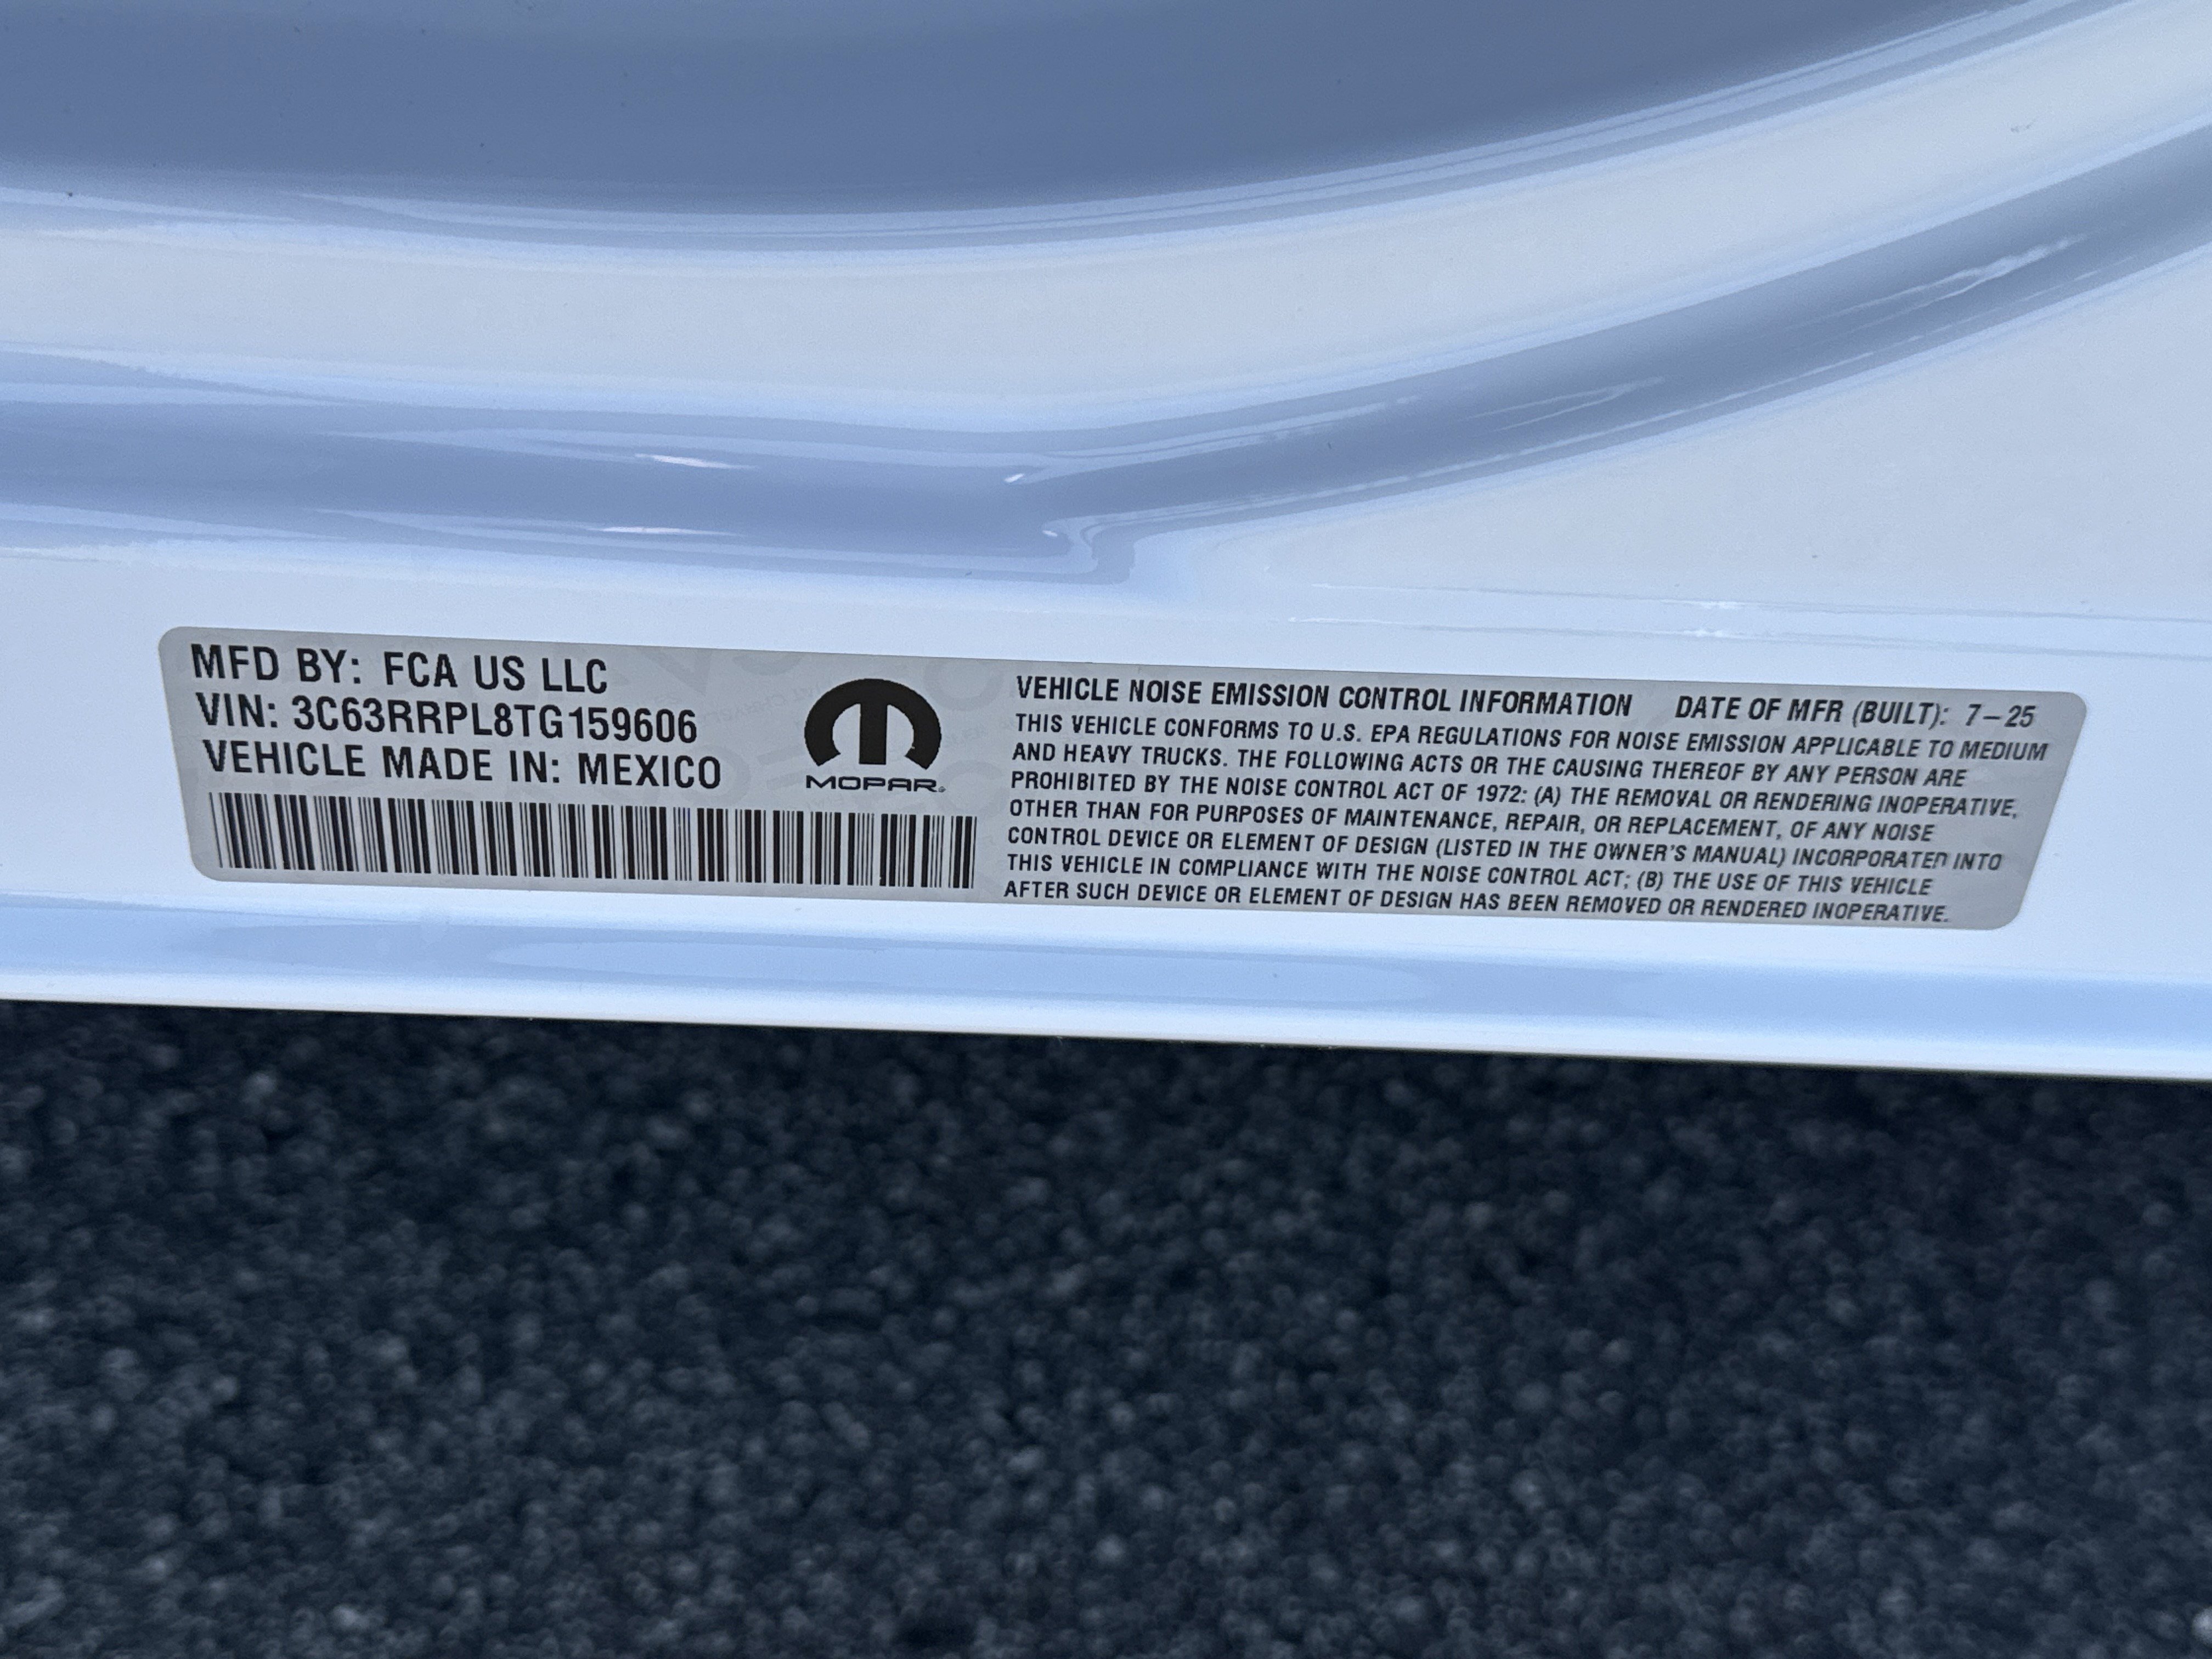 MFD BY: FCA US LLC
VIN: 3C63RRPL8TG159606
VEHICLE MADE IN: MEXICO
MOPAR®
VEHICLE NOISE EMISSION CONTROL INFORMATION DATE OF MFR (BUILT): 7-25
THIS VEHICLE CONFORMS TO U.S. EPA REGULATIONS FOR NOISE EMISSION APPLICABLE TO MEDIUM
AND HEAVY TRUCKS. THE FOLLOWING ACTS OR THE CAUSING THEREOF BY ANY PERSON ARE
PROHIBITED BY THE NOISE CONTROL ACT OF 1972: (A) THE REMOVAL OR RENDERING INOPERATIVE,
OTHER THAN FOR PURPOSES OF MAINTENANCE, REPAIR, OR REPLACEMENT, OF ANY NOISE
CONTROL DEVICE OR ELEMENT OF DESIGN (LISTED IN THE OWNER'S MANUAL) INCORPORATED INTO
THIS VEHICLE IN COMPLIANCE WITH THE NOISE CONTROL ACT; (B) THE USE OF THIS VEHICLE
AFTER SUCH DEVICE OR ELEMENT OF DESIGN HAS BEEN REMOVED OR RENDERED INOPERATIVE.